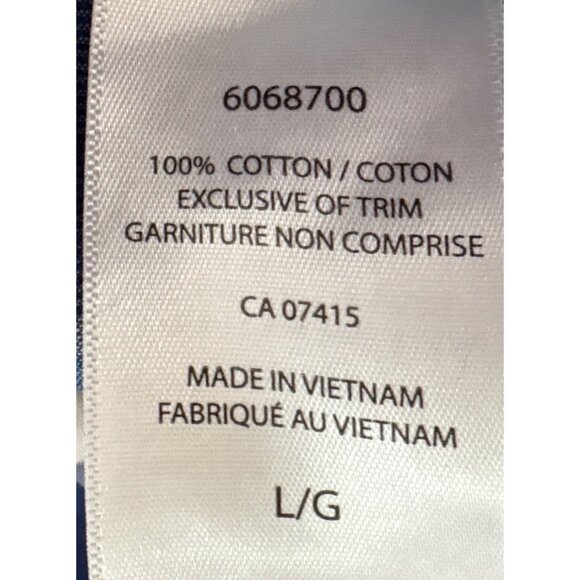 6068700
100% COTTON / COTON
EXCLUSIVE OF TRIM
GARNITURE NON COMPRISE
CA 07415
MADE IN VIETNAM
FABRIQUÉ AU VIETNAM
L/G